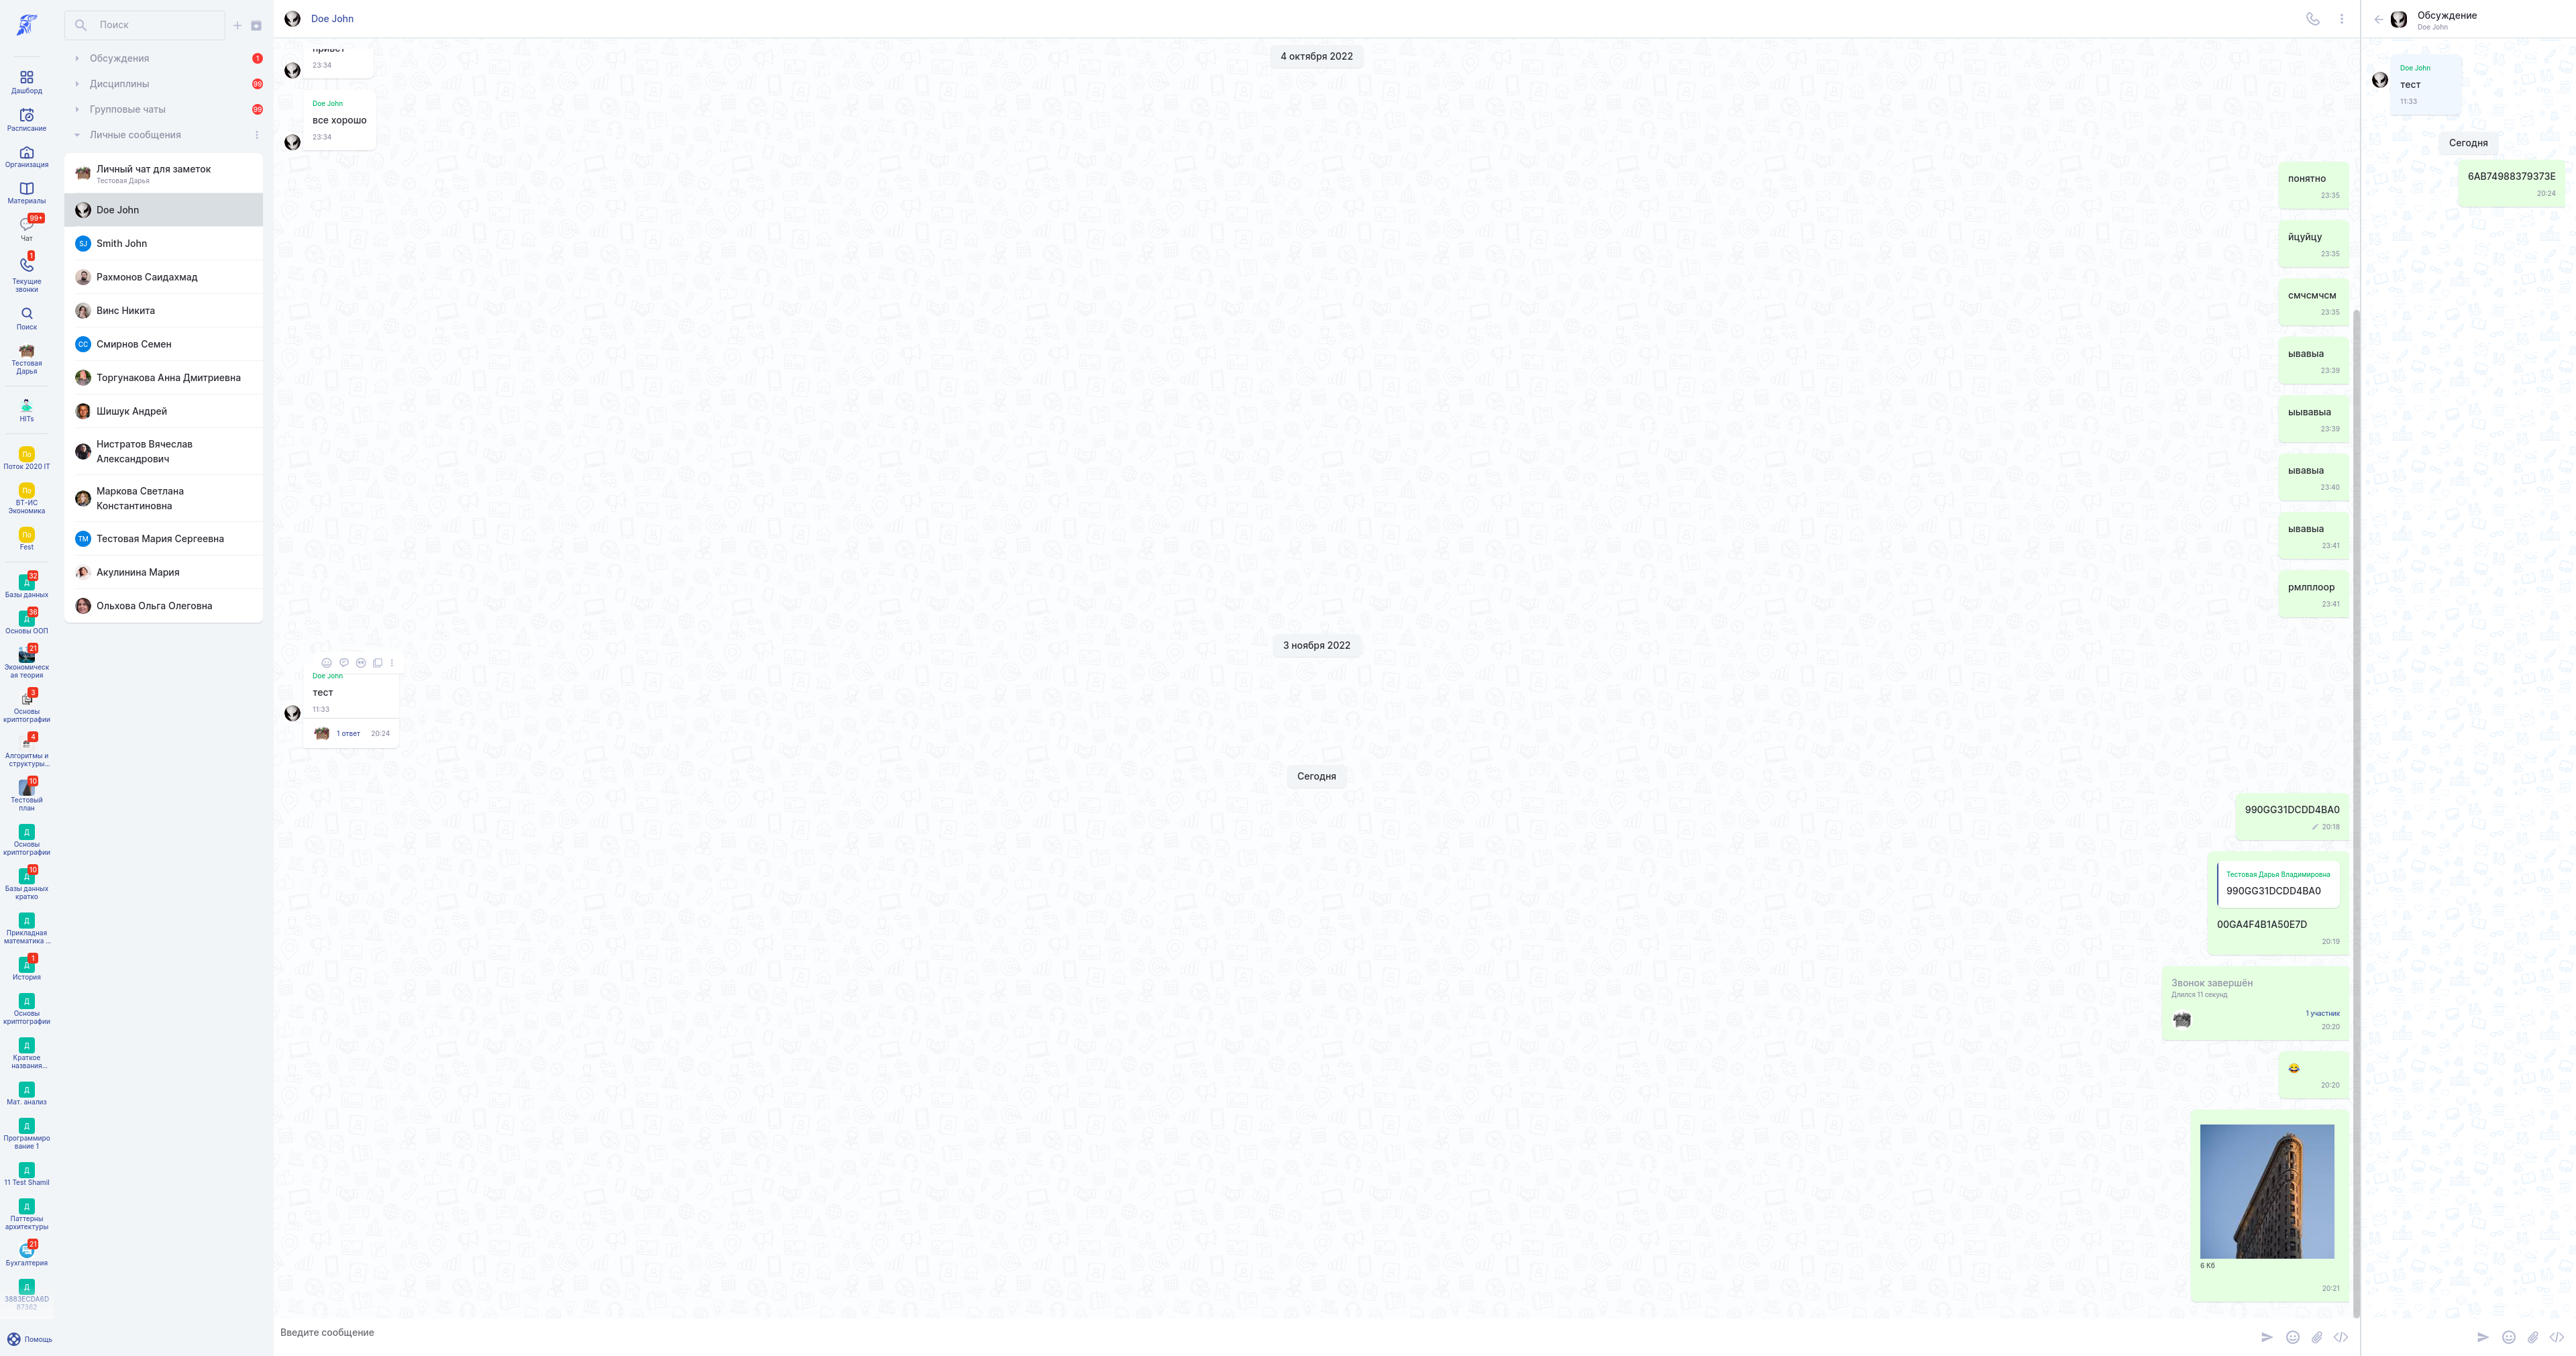 Дашборд
Расписание
Организация
Материалы
99+
Чат
1
Текущие
звонки
Поиск
Тестовая
Дарья
HITs
По
Поток 2020 IT
По
ВТ-ИС
Экономика
По
Fest
32
Д
Базы данных
36
Д
Основы ООП
21
Экономическ
ая теория
3
Основы
криптографии
4
Алгоритмы и
структуры...
10
Тестовый
план
Д
Основы
криптографии
10
Д
Базы данных
кратко
Д
Прикладная
математика ...
1
Д
История
Д
Основы
криптографии
Д
Краткое
названия...
Д
Мат. анализ
Д
Программиро
вание 1
Д
11 Test Shamil
Д
Паттерны
архитектуры
21
Бухгалтерия
Д
3883ECDA6D
87362
Помощь
Поиск
Обсуждения 1
Дисциплины 99
Групповые чаты 99
Личные сообщения
Личный чат для заметок
Тестовая Дарья
Doe John
SJ Smith John
Рахмонов Саидахмад
Винс Никита
СС Смирнов Семен
Торгунакова Анна Дмитриевна
Шишук Андрей
Нистратов Вячеслав
Александрович
Маркова Светлана
Константиновна
ТМ Тестовая Мария Сергеевна
Акулинина Мария
Ольхова Ольга Олеговна
Doe John
привет
23:34
4 октября 2022
Doe John
все хорошо
23:34
понятно
23:35
йцуйцу
23:35
смчсмчсм
23:35
ывавыа
23:39
ыывавыа
23:39
ывавыа
23:40
ывавыа
23:41
рмлплоор
23:41
3 ноября 2022
Doe John
тест
11:33
1 ответ 20:24
Сегодня
990GG31DCDD4BA0
20:18
Тестовая Дарья Владимировна
990GG31DCDD4BA0
00GA4F4B1A50E7D
20:19
Звонок завершён
Длился 11 секунд
1 участник
20:20
😂
20:20
6 Кб
20:21
Введите сообщение
Обсуждение
Doe John
Doe John
тест
11:33
Сегодня
6AB74988379373E
20:24